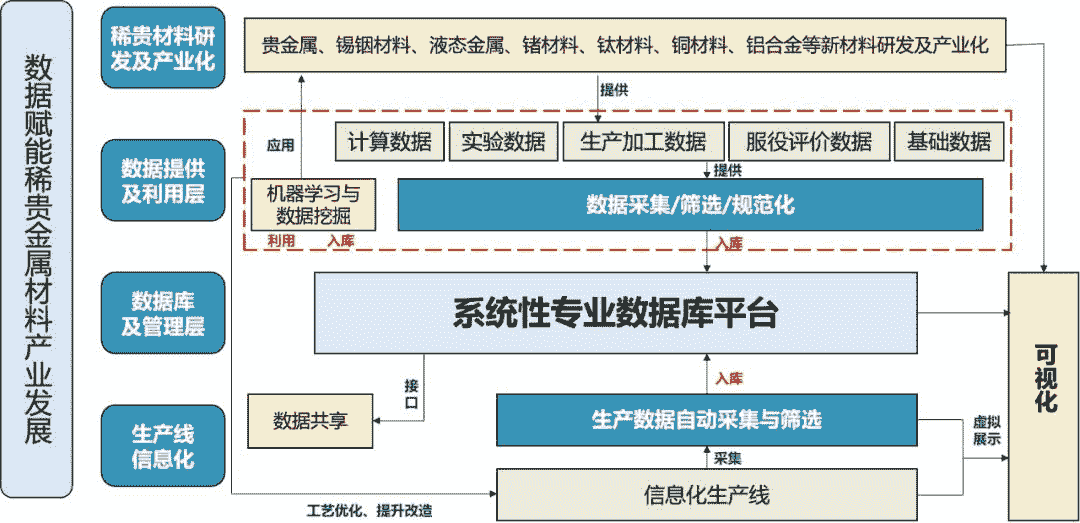 数据赋能稀贵金属材料产业发展
稀贵材料研
发及产业化
贵金属、锡铟材料、液态金属、锗材料、钛材料、铜材料、铝合金等新材料研发及产业化
提供
应用
数据提供
及利用层
计算数据
实验数据
生产加工数据
服役评价数据
基础数据
提供
机器学习与
数据挖掘
数据采集/筛选/规范化
利用
入库
入库
数据库
及管理层
系统性专业数据库平台
可视化
入库
接口
生产线
信息化
数据共享
生产数据自动采集与筛选
虚拟
展示
采集
信息化生产线
工艺优化、提升改造